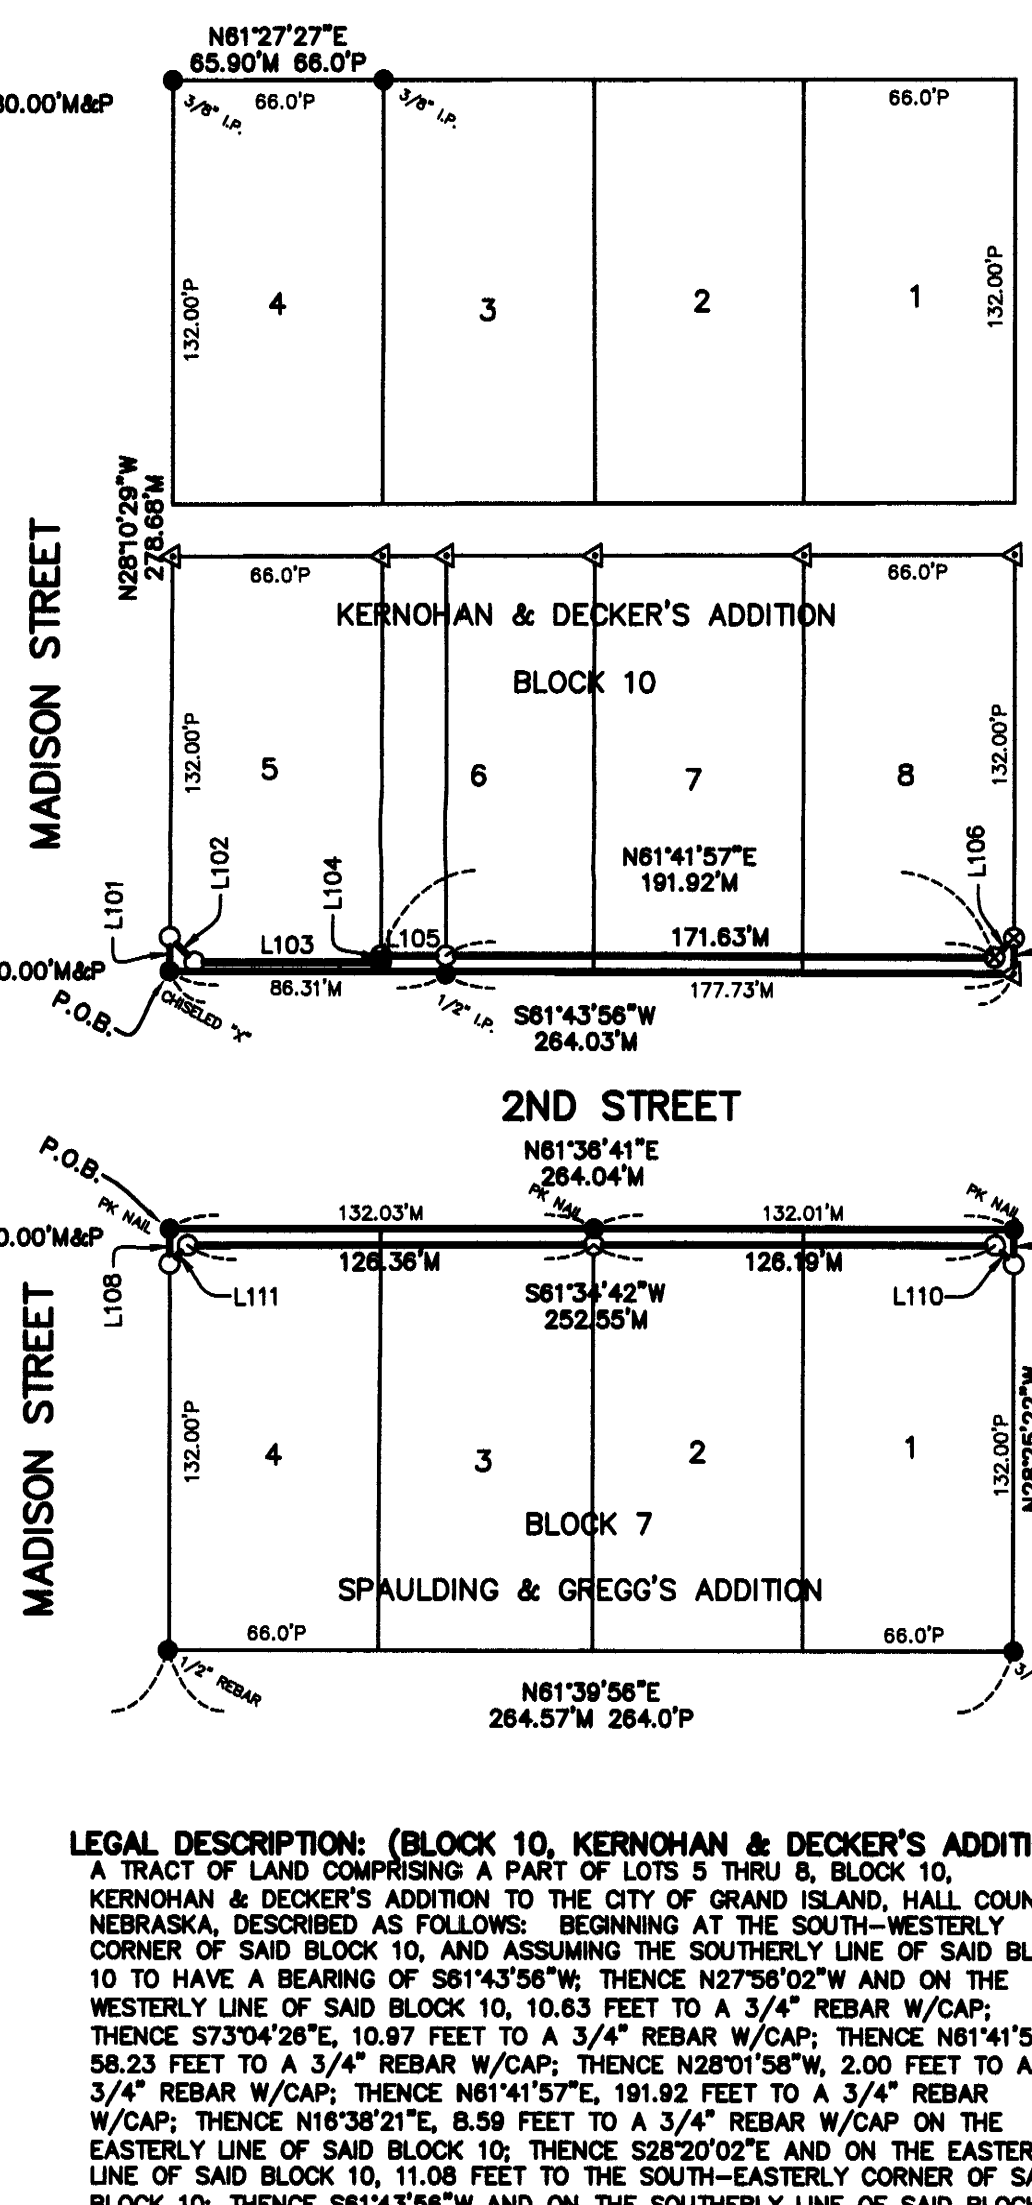 N61°27'27"E
65.90'M 66.0'P
30.00'M&P
3/8" I.P.
66.0'P
3/8" I.P.
66.0'P
132.00'P
4
3
2
1
132.00'P
N28°10'29"W
278.68'M
MADISON STREET
66.0'P
66.0'P
KERNOHAN & DECKER'S ADDITION
BLOCK 10
132.00'P
5
6
7
8
132.00'P
L101
L102
L104
N61°41'57"E
191.92'M
L106
L103
L105
171.63'M
0.00'M&P
P.O.B.
CHISELED "X"
86.31'M
1/2" I.P.
177.73'M
S61°43'56"W
264.03'M
2ND STREET
N61°36'41"E
264.04'M
P.O.B.
PK NAIL
PK NAIL
PK NAIL
132.03'M
132.01'M
0.00'M&P
126.36'M
126.19'M
L108
L111
S61°34'42"W
252.55'M
L110
MADISON STREET
132.00'P
4
3
2
1
132.00'P
BLOCK 7
SPAULDING & GREGG'S ADDITION
66.0'P
66.0'P
1/2" REBAR
N61°39'56"E
264.57'M 264.0'P
LEGAL DESCRIPTION: (BLOCK 10, KERNOHAN & DECKER'S ADDITI
A TRACT OF LAND COMPRISING A PART OF LOTS 5 THRU 8, BLOCK 10,
KERNOHAN & DECKER'S ADDITION TO THE CITY OF GRAND ISLAND, HALL COUN
NEBRASKA, DESCRIBED AS FOLLOWS: BEGINNING AT THE SOUTH-WESTERLY
CORNER OF SAID BLOCK 10, AND ASSUMING THE SOUTHERLY LINE OF SAID BL
10 TO HAVE A BEARING OF S61°43'56"W; THENCE N27°56'02"W AND ON THE
WESTERLY LINE OF SAID BLOCK 10, 10.63 FEET TO A 3/4" REBAR W/CAP;
THENCE S73°04'26"E, 10.97 FEET TO A 3/4" REBAR W/CAP; THENCE N61°41'5
58.23 FEET TO A 3/4" REBAR W/CAP; THENCE N28°01'58"W, 2.00 FEET TO A
3/4" REBAR W/CAP; THENCE N61°41'57"E, 191.92 FEET TO A 3/4" REBAR
W/CAP; THENCE N16°38'21"E, 8.59 FEET TO A 3/4" REBAR W/CAP ON THE
EASTERLY LINE OF SAID BLOCK 10; THENCE S28°20'02"E AND ON THE EASTER
LINE OF SAID BLOCK 10, 11.08 FEET TO THE SOUTH-EASTERLY CORNER OF SA
BLOCK 10; THENCE S61°43'56"W AND ON THE SOUTHERLY LINE OF SAID BLOC